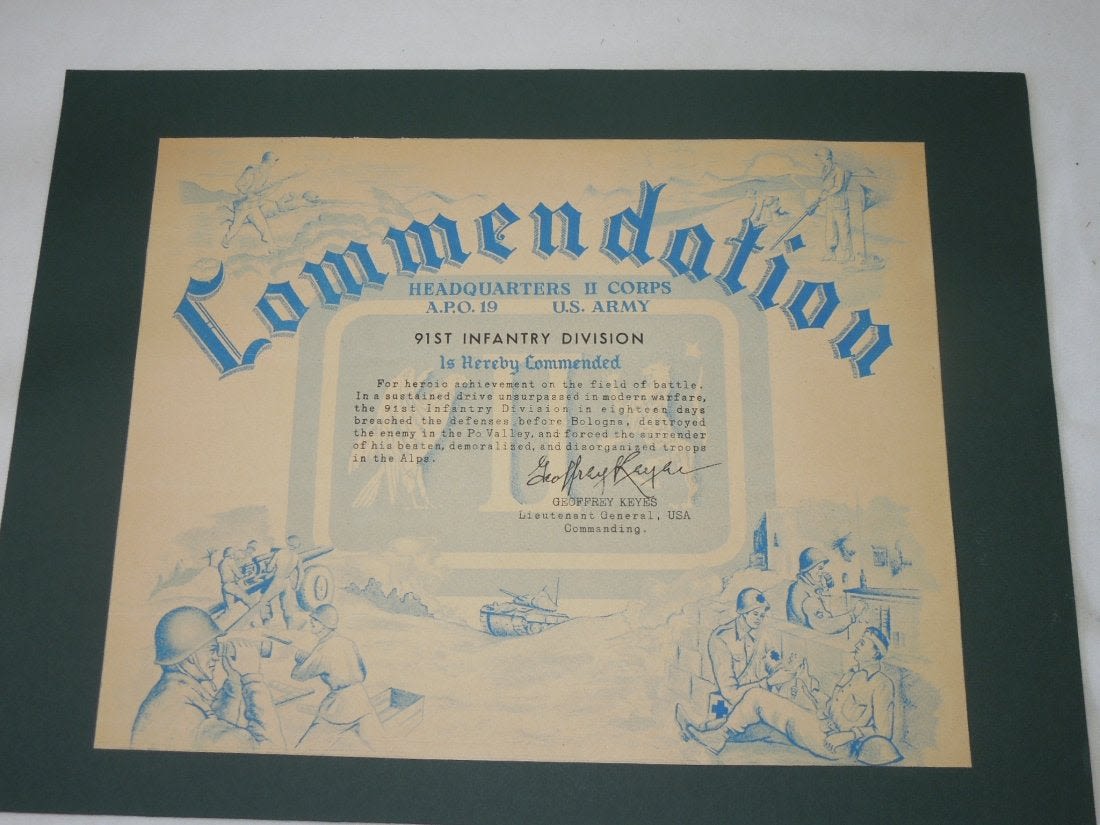 Commendation
HEADQUARTERS II CORPS
A.P.O. 19 U.S. ARMY
91ST INFANTRY DIVISION
Is Hereby Commended
For heroic achievement on the field of battle.
In a sustained drive unsurpassed in modern warfare,
the 91st Infantry Division in eighteen days
breached the defenses before Bologna, destroyed
the enemy in the Po Valley, and forced the surrender
of his beaten, demoralized, and disorganized troops
in the Alps.
Geoffrey Keyes
GEOFFREY KEYES
Lieutenant General, USA
Commanding.